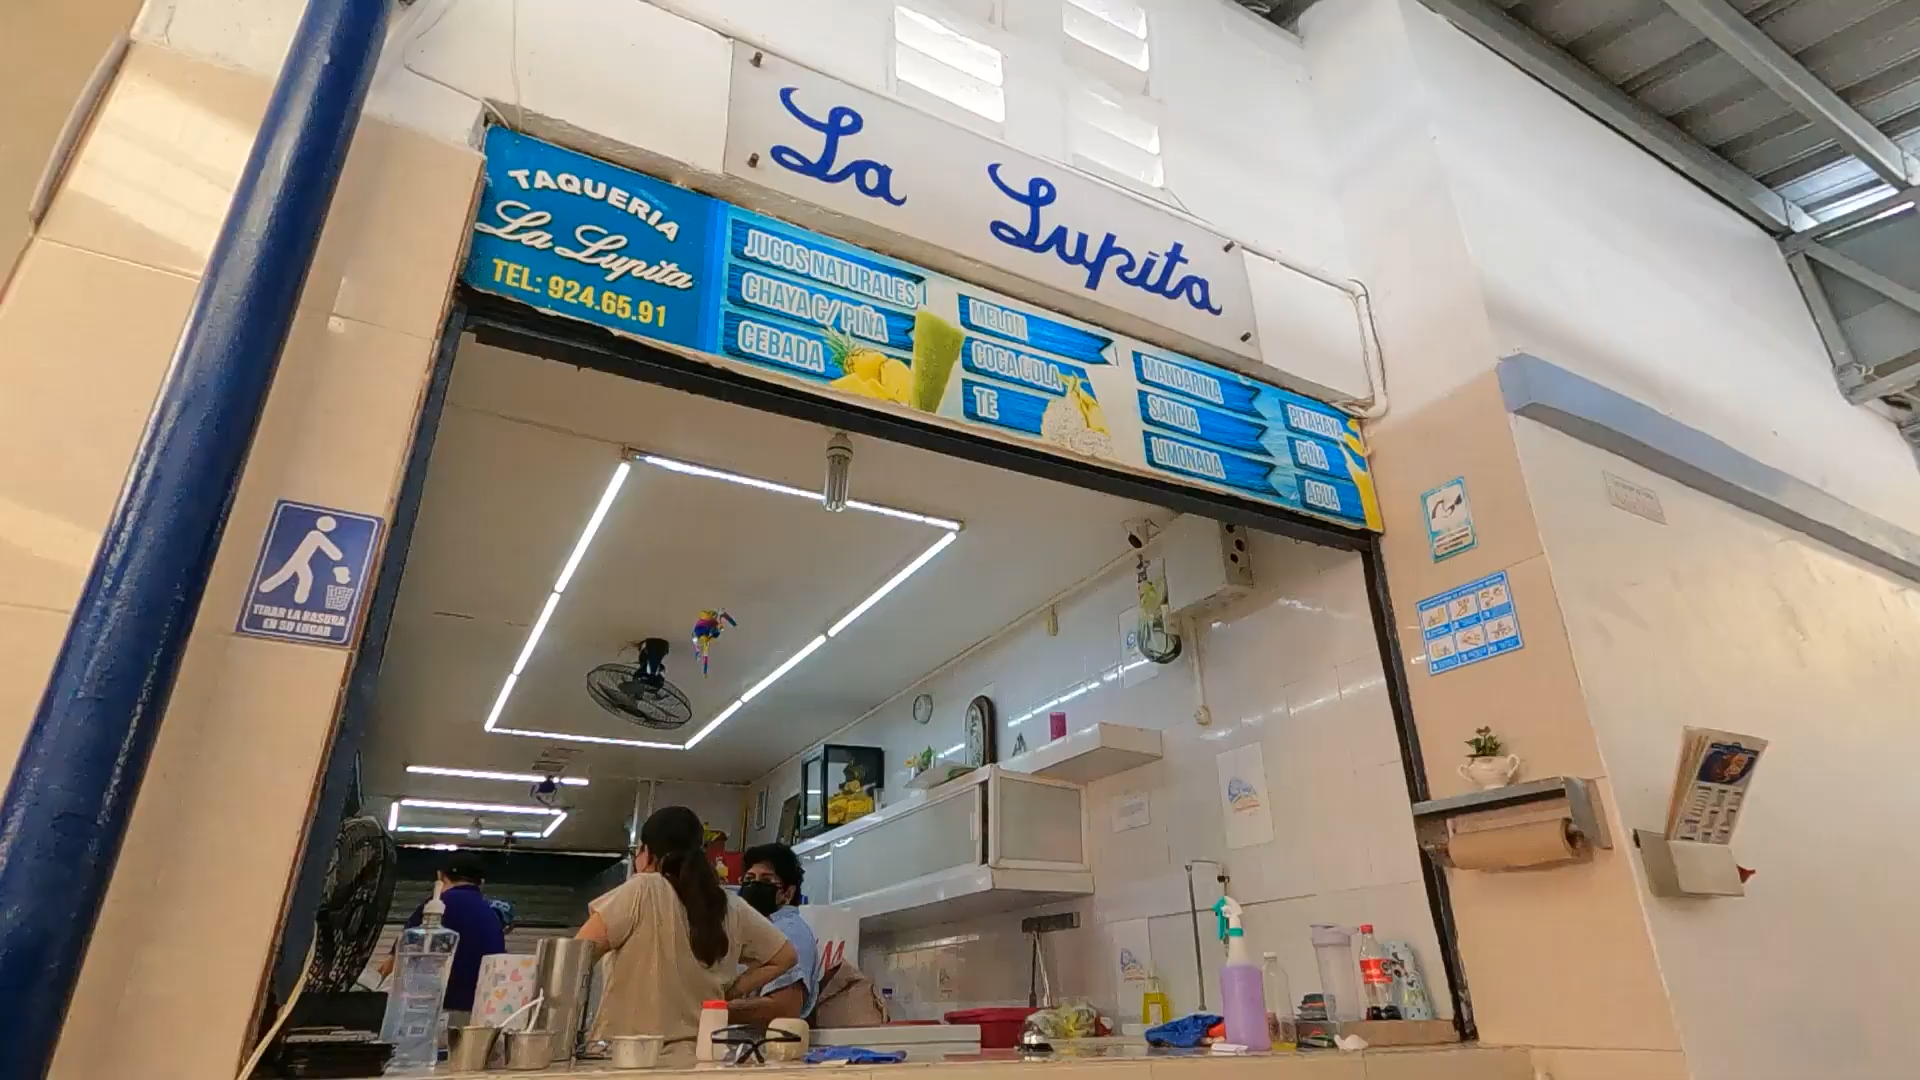 La Lupita
TAQUERIA
La Lupita
TEL: 924.65.91
JUGOS NATURALES
CHAYA C/ PIÑA
CEBADA
MELON
COCA COLA
TE
MANDARINA
SANDIA
LIMONADA
PITAHAYA
PIÑA
AGUA
TIRAR LA BASURA
EN SU LUGAR